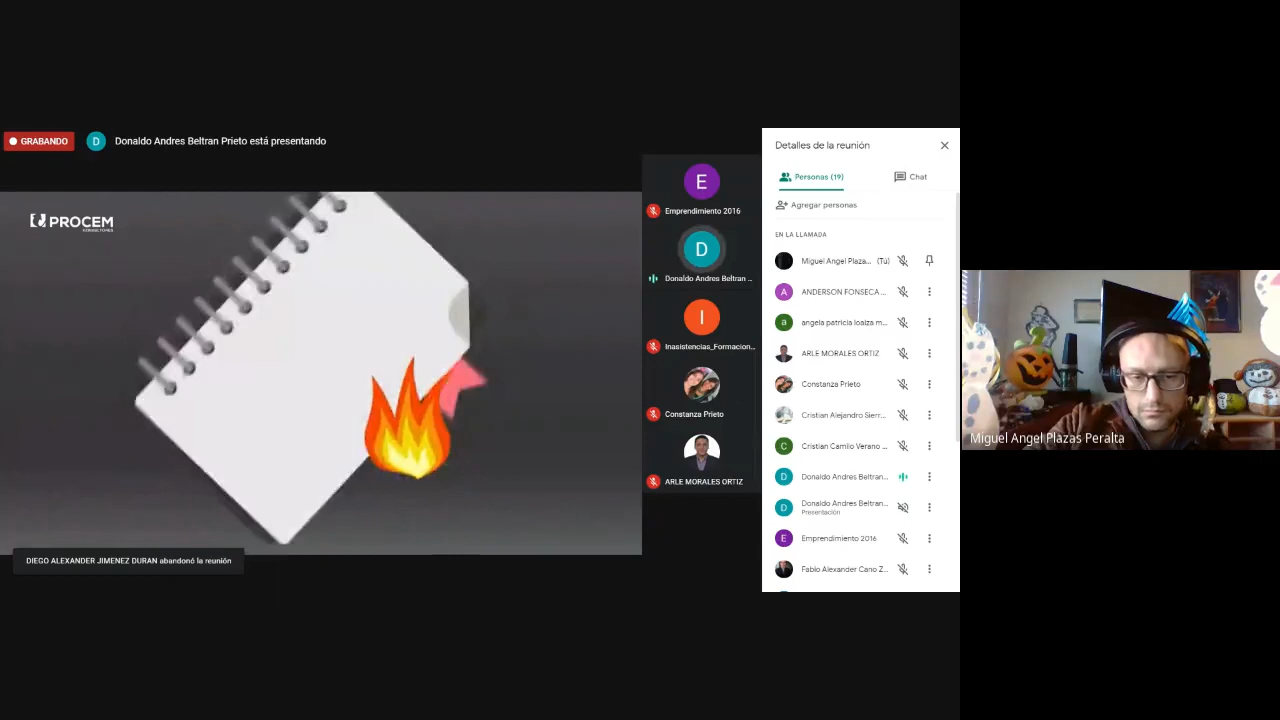 GRABANDO
D
Donaldo Andres Beltran Prieto está presentando
PROCEM
DIEGO ALEXANDER JIMENEZ DURAN abandonó la reunión
E
Emprendimiento 2016
D
Donaldo Andres Beltran ...
I
Inasistencias_Formacion...
Constanza Prieto
ARLE MORALES ORTIZ
Detalles de la reunión
Personas (19)
Chat
Agregar personas
EN LA LLAMADA
Miguel Angel Plaza... (Tú)
A
ANDERSON FONSECA ...
a
angela patricia loaiza m...
ARLE MORALES ORTIZ
Constanza Prieto
Cristian Alejandro Sierr...
C
Cristian Camilo Verano ...
D
Donaldo Andres Beltran...
D
Donaldo Andres Beltran...
Presentación
E
Emprendimiento 2016
Fabio Alexander Cano Z...
Miguel Angel Plazas Peralta